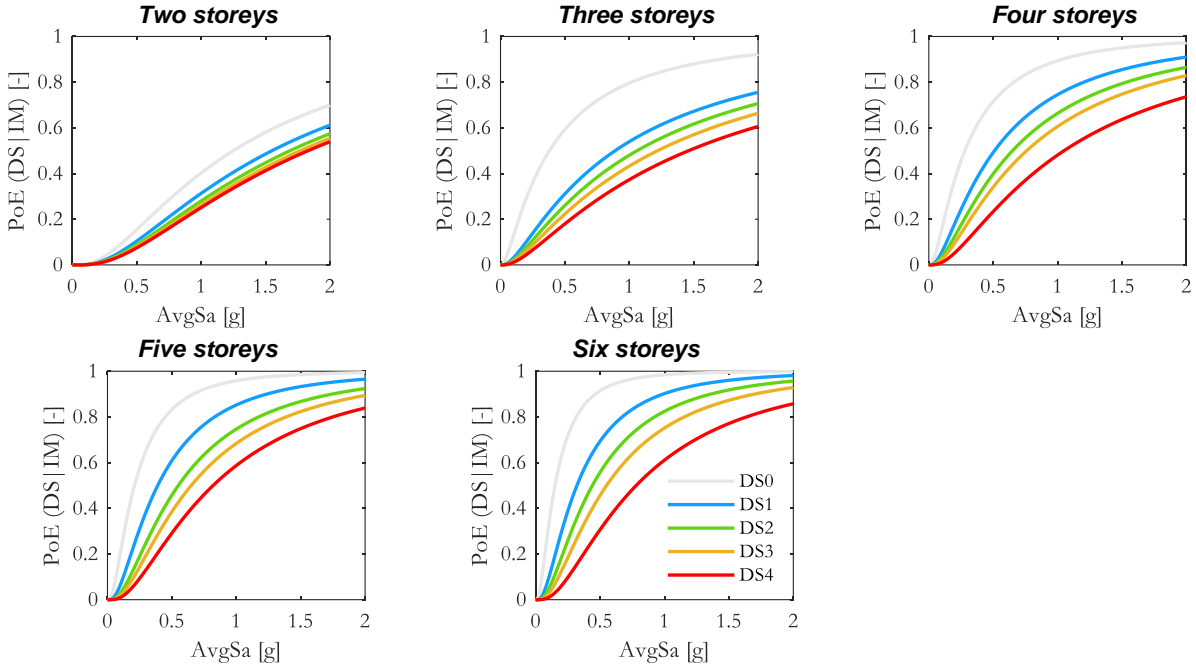 Two storeys
PoE (DS|IM) [-]
1
0.8
0.6
0.4
0.2
0
0
0.5
1
1.5
2
AvgSa [g]
Three storeys
PoE (DS|IM) [-]
1
0.8
0.6
0.4
0.2
0
0
0.5
1
1.5
2
AvgSa [g]
Four storeys
PoE (DS|IM) [-]
1
0.8
0.6
0.4
0.2
0
0
0.5
1
1.5
2
AvgSa [g]
Five storeys
PoE (DS|IM) [-]
1
0.8
0.6
0.4
0.2
0
0
0.5
1
1.5
2
AvgSa [g]
Six storeys
PoE (DS|IM) [-]
1
0.8
0.6
0.4
0.2
0
0
0.5
1
1.5
2
AvgSa [g]
DS0
DS1
DS2
DS3
DS4